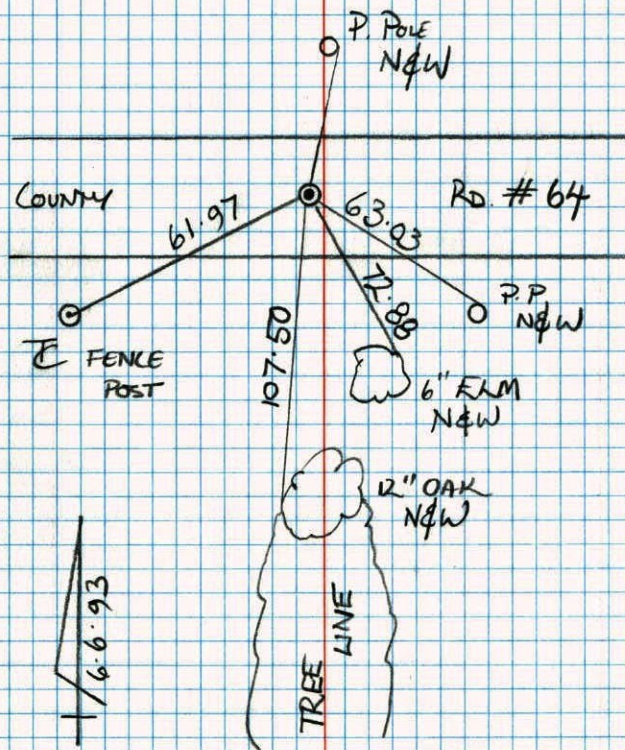 P. POLE
N&W
COUNTY
RD. # 64
61.97
63.03
72.88
107.50
P.P.
N&W
TC FENCE
POST
6" ELM
N&W
12" OAK
N&W
TREE
LINE
6.6.93